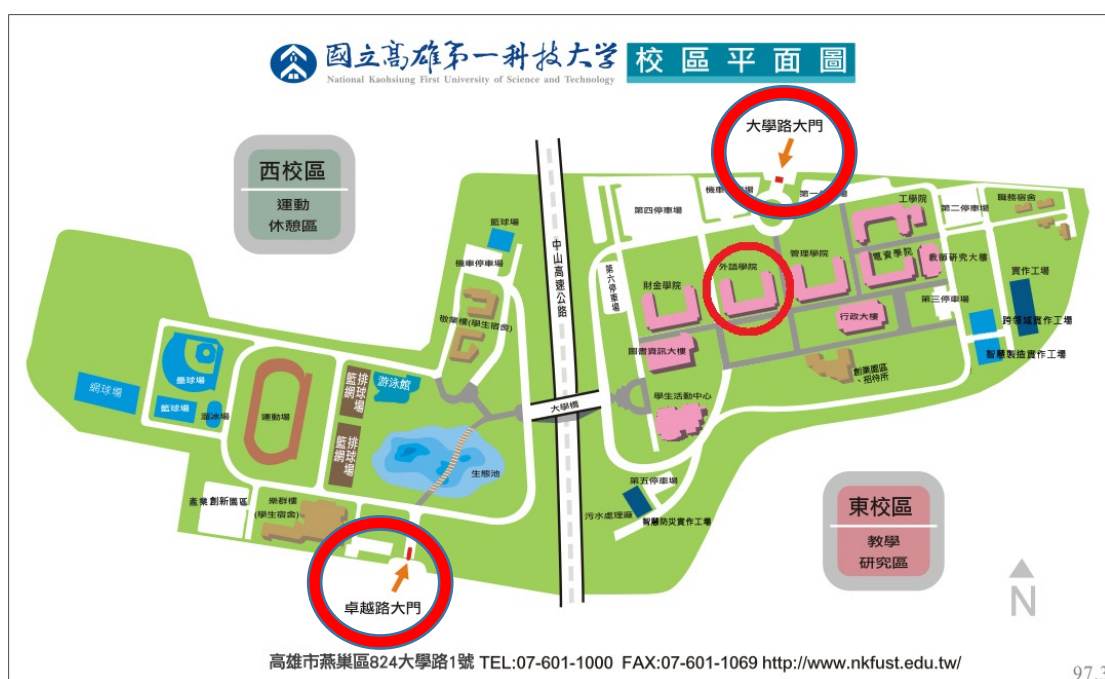 國立高雄第一科技大学 校區平面圖
National Kaohsiung First University of Science and Technology
大學路大門
西校區
運動
休憩區
籃球場
機車停車場
中山高速公路
第四停車場
機車 場
第一 場
工學院
第二停車場
職務宿舍
外語學院
管理學院
電資學院
教師研究大樓
財金學院
第六停車場
實作工場
第三停車場
行政大樓
跨領域實作工場
敬業樓(學生宿舍)
圖書資訊大樓
智慧製造實作工場
創業園區
招待所
網球場
壘球場
籃球場
溜冰場
運動場
籃網
排球場
游泳館
大學橋
學生活動中心
籃網
排球場
生態池
第五停車場
污水處理廠
智慧防災實作工場
產業創新園區
樂群樓
(學生宿舍)
東校區
教學
研究區
卓越路大門
N
高雄市燕巢區824大學路1號 TEL:07-601-1000 FAX:07-601-1069 http://www.nkfust.edu.tw/
97.3